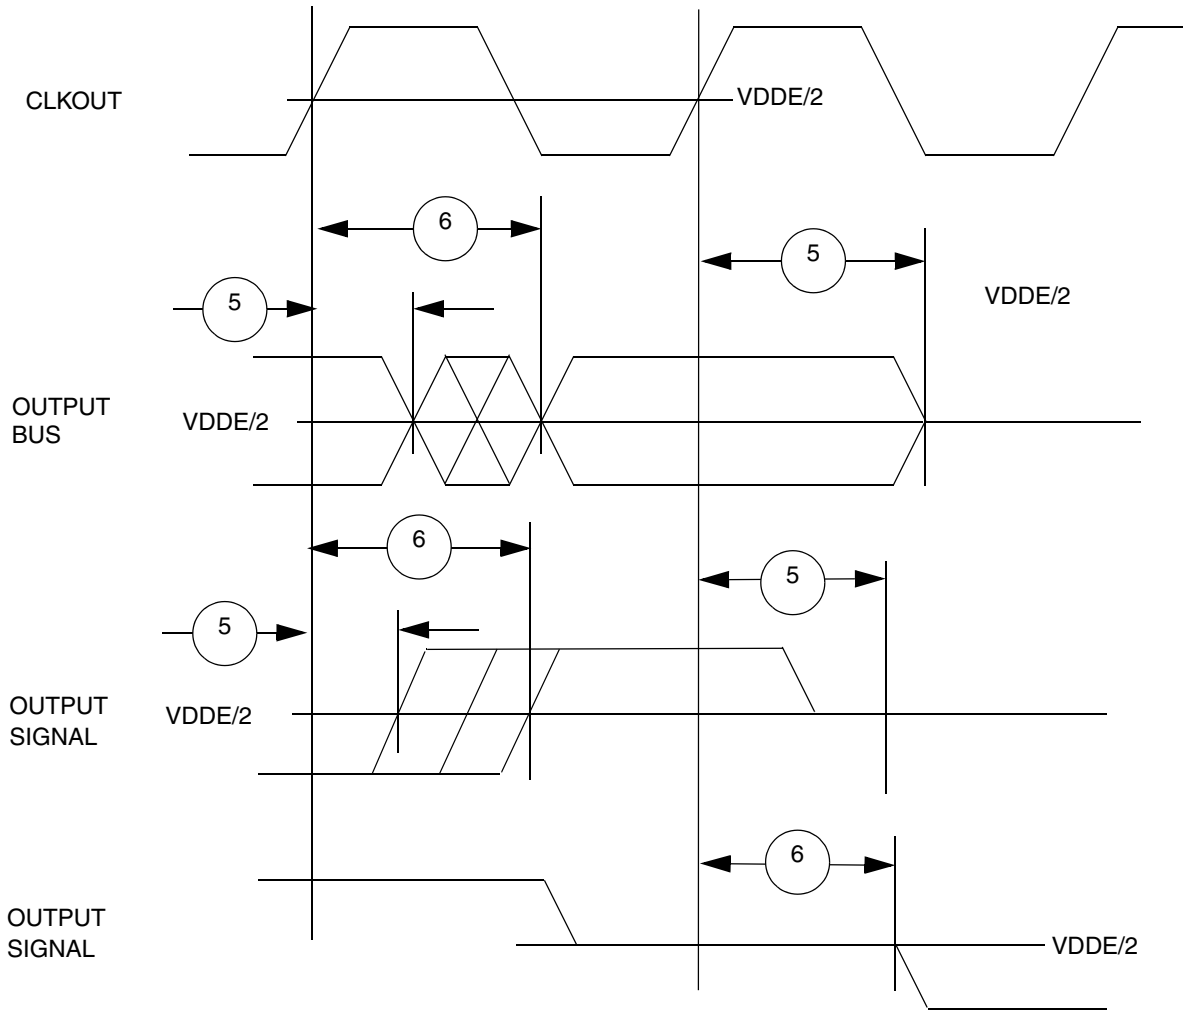 CLKOUT
VDDE/2
6
5
5
VDDE/2
OUTPUT
BUS
VDDE/2
6
5
5
OUTPUT
SIGNAL
VDDE/2
6
OUTPUT
SIGNAL
VDDE/2